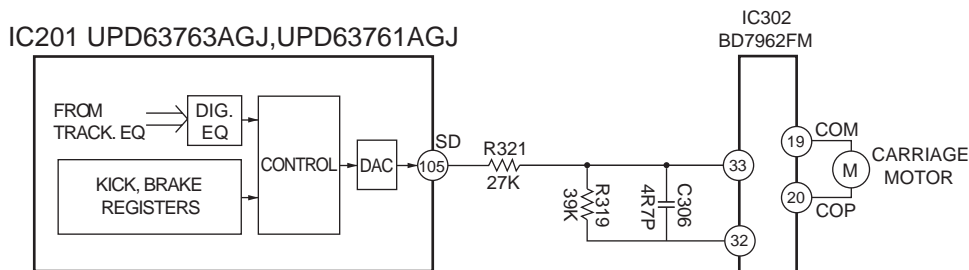 IC302
BD7962FM
IC201 UPD63763AGJ,UPD63761AGJ
FROM
TRACK. EQ
DIG.
EQ
KICK, BRAKE
REGISTERS
CONTROL
DAC
SD
105
R321
27K
R319
39K
C306
4R7P
33
32
19
COM
20
COP
M
CARRIAGE
MOTOR